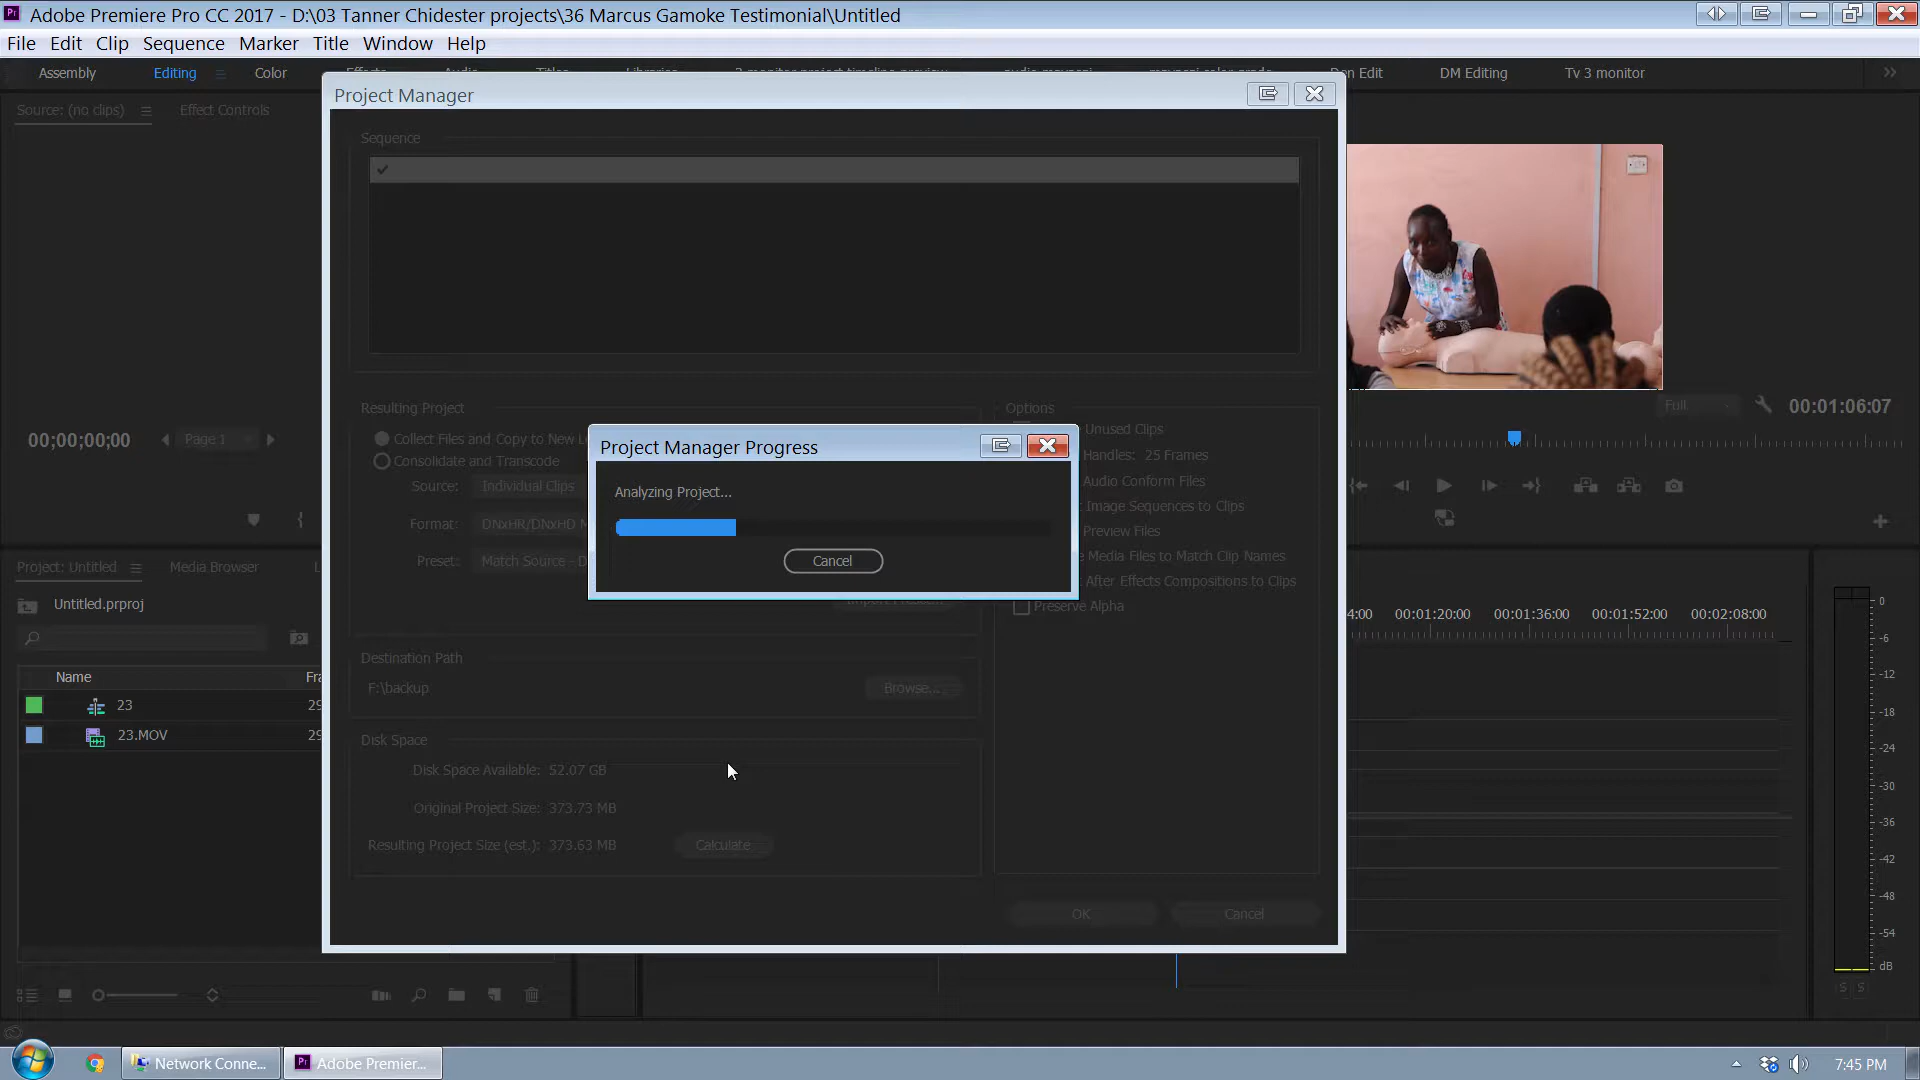 Adobe Premiere Pro CC 2017 - D:\03 Tanner Chidester projects\36 Marcus Gamoke Testimonial\Untitled
File Edit Clip Sequence Marker Title Window Help
Assembly Editing Color Effects Audio Titles Libraries DM Editing Tv 3 monitor
Project Manager
Source: (no clips) Effect Controls
Sequence
Resulting Project
Collect Files and Copy to New
Consolidate and Transcode
Source: Individual Clips
Format: DNxHR/DNxHD
Preset: Match Source -
Options
Unused Clips
Handles: 25 Frames
Audio Conform Files
Image Sequences to Clips
Preview Files
Media Files to Match Clip Names
After Effects Compositions to Clips
Preserve Alpha
Project Manager Progress
Analyzing Project...
Cancel
Full
00:01:06:07
00;00;00;00
Page 1
Project: Untitled Media Browser
Untitled.prproj
Name
23
23.MOV
29
29
Destination Path
F:\backup
Browse...
Disk Space
Disk Space Available: 52.07 GB
Original Project Size: 373.73 MB
Resulting Project Size (est.): 373.63 MB
Calculate
OK Cancel
4:00 00:01:20:00 00:01:36:00 00:01:52:00 00:02:08:00
0
-6
-12
-18
-24
-30
-36
-42
-48
-54
dB
S S
Network Conne...
Adobe Premier...
7:45 PM